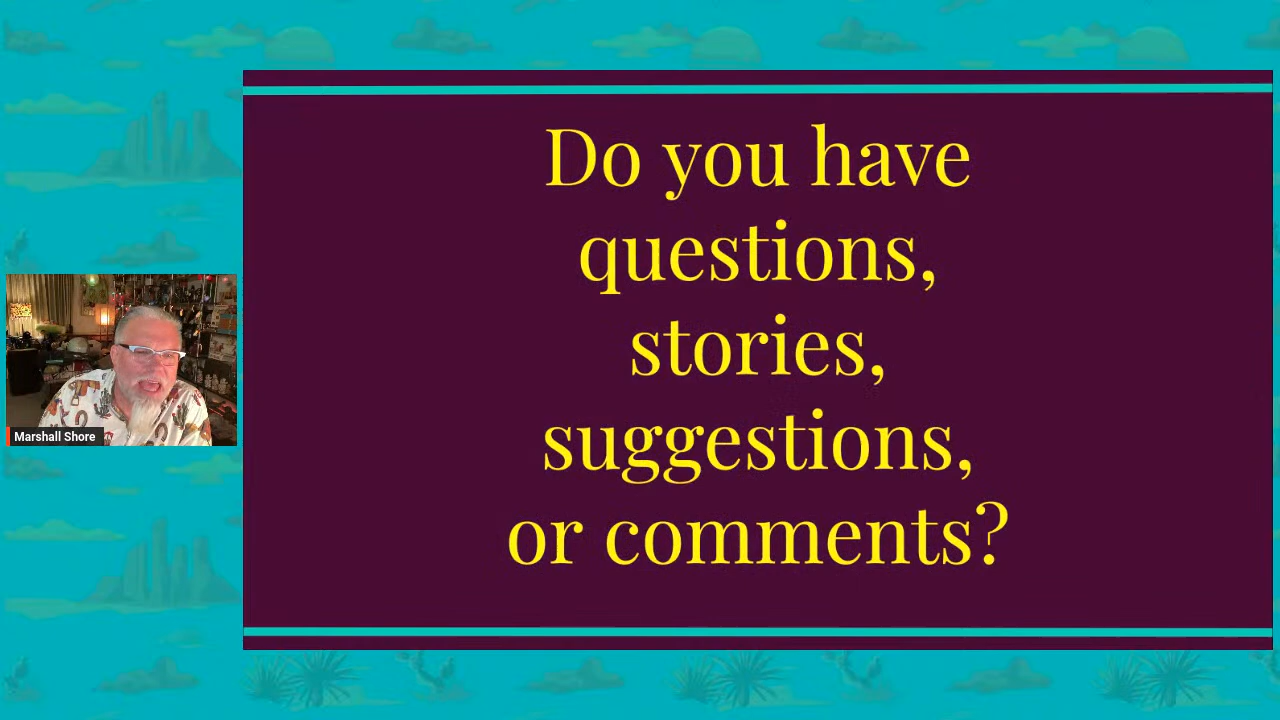 Do you have
questions,
stories,
suggestions,
or comments?
Marshall Shore